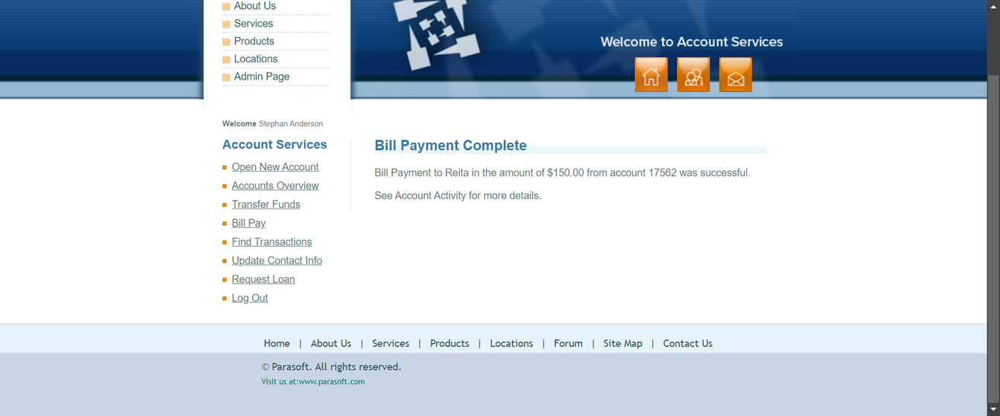 About Us
Services
Products
Locations
Admin Page
Welcome to Account Services
Welcome Stephan Anderson
Account Services
Open New Account
Accounts Overview
Transfer Funds
Bill Pay
Find Transactions
Update Contact Info
Request Loan
Log Out
Bill Payment Complete
Bill Payment to Reita in the amount of $150.00 from account 17562 was successful.
See Account Activity for more details.
Home | About Us | Services | Products | Locations | Forum | Site Map | Contact Us
© Parasoft. All rights reserved.
Visit us at:www.parasoft.com